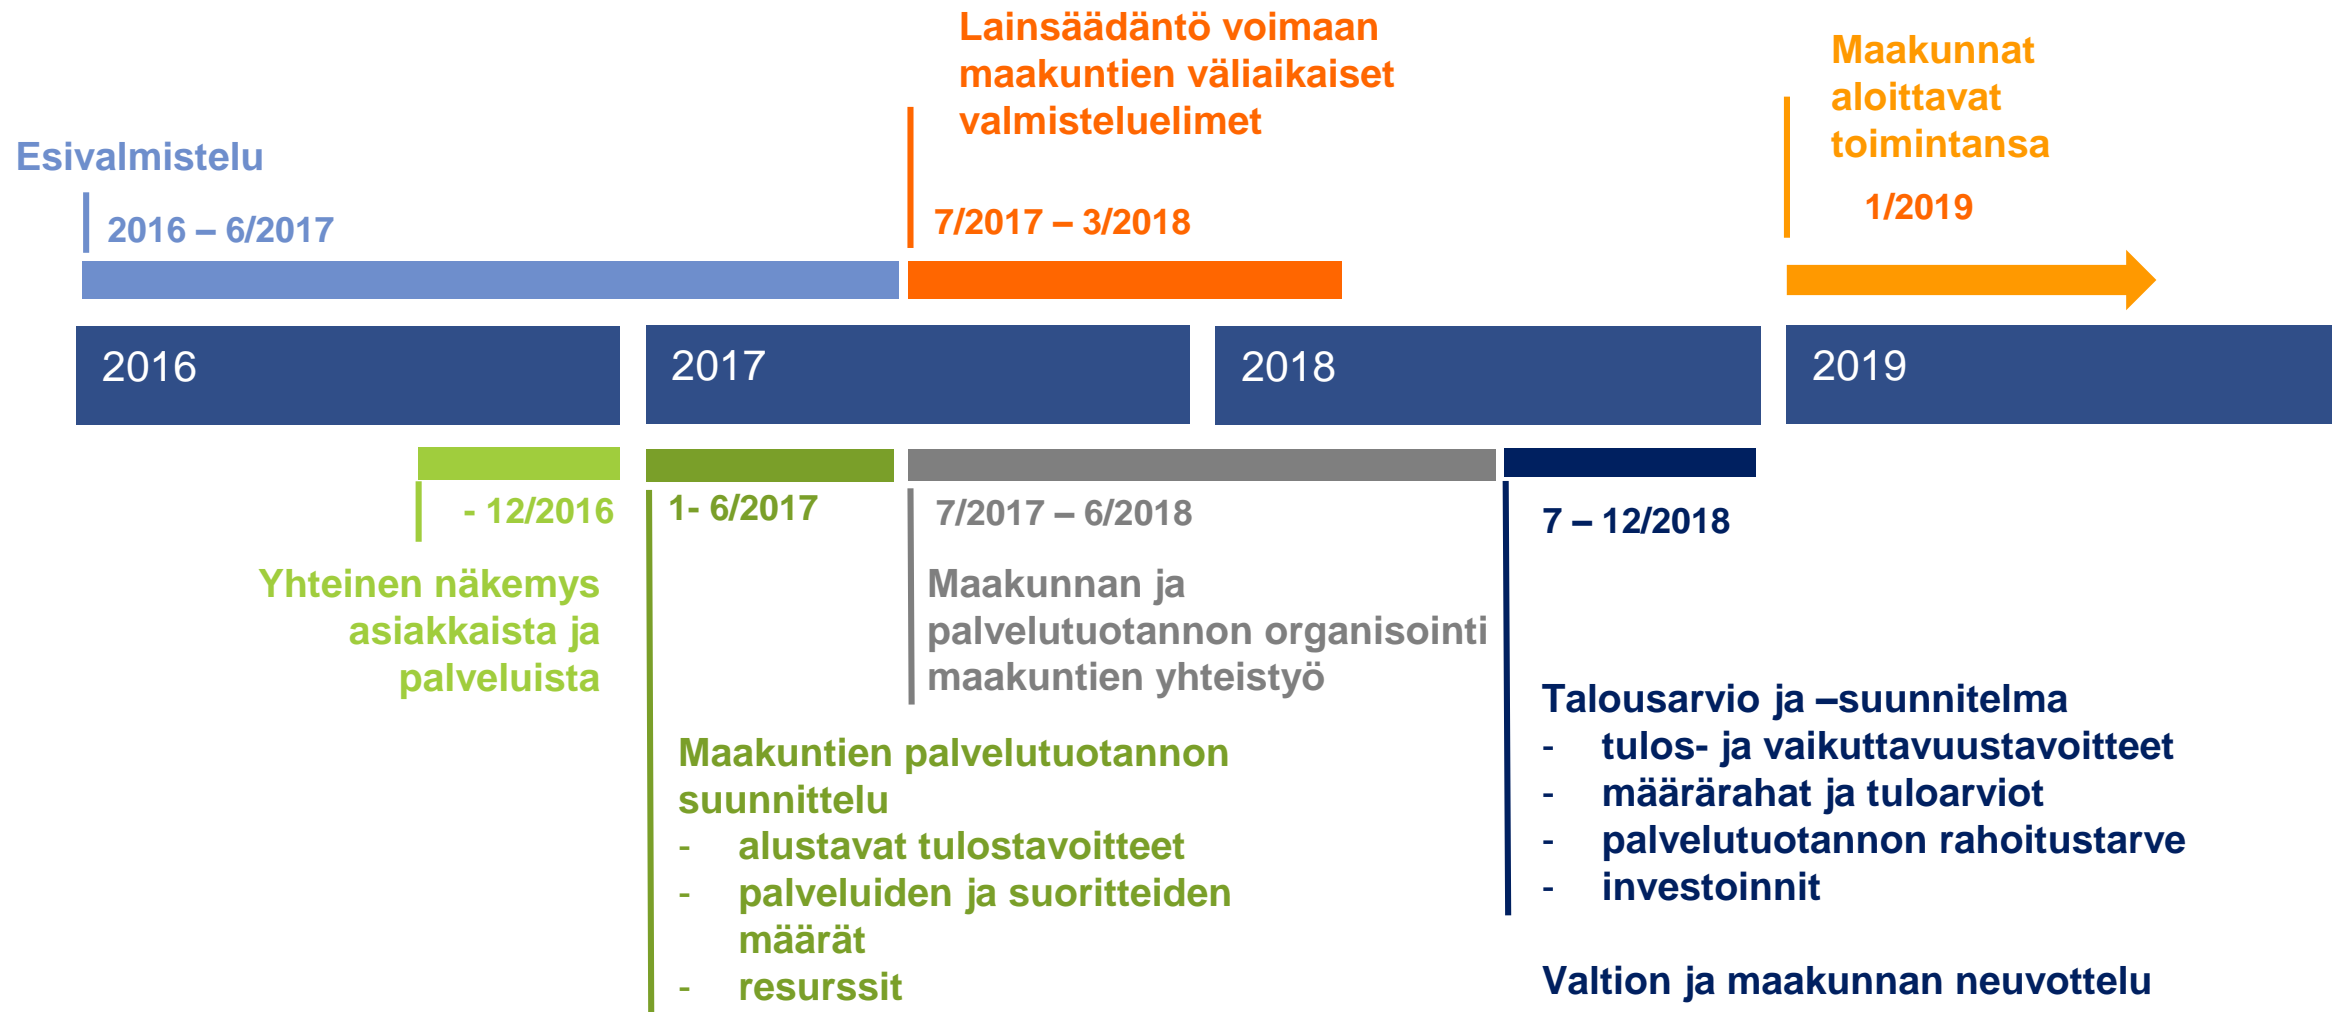 Esivalmistelu
2016 – 6/2017
Lainsäädäntö voimaan
maakuntien väliaikaiset
valmisteluelimet
7/2017 – 3/2018
Maakunnat
aloittavat
toimintansa
1/2019
2016
2017
2018
2019
- 12/2016
Yhteinen näkemys
asiakkaista ja
palveluista
1- 6/2017
Maakuntien palvelutuotannon
suunnittelu
- alustavat tulostavoitteet
- palveluiden ja suoritteiden
määrät
- resurssit
7/2017 – 6/2018
Maakunnan ja
palvelutuotannon organisointi
maakuntien yhteistyö
7 – 12/2018
Talousarvio ja –suunnitelma
- tulos- ja vaikuttavuustavoitteet
- määrärahat ja tuloarviot
- palvelutuotannon rahoitustarve
- investoinnit
Valtion ja maakunnan neuvottelu